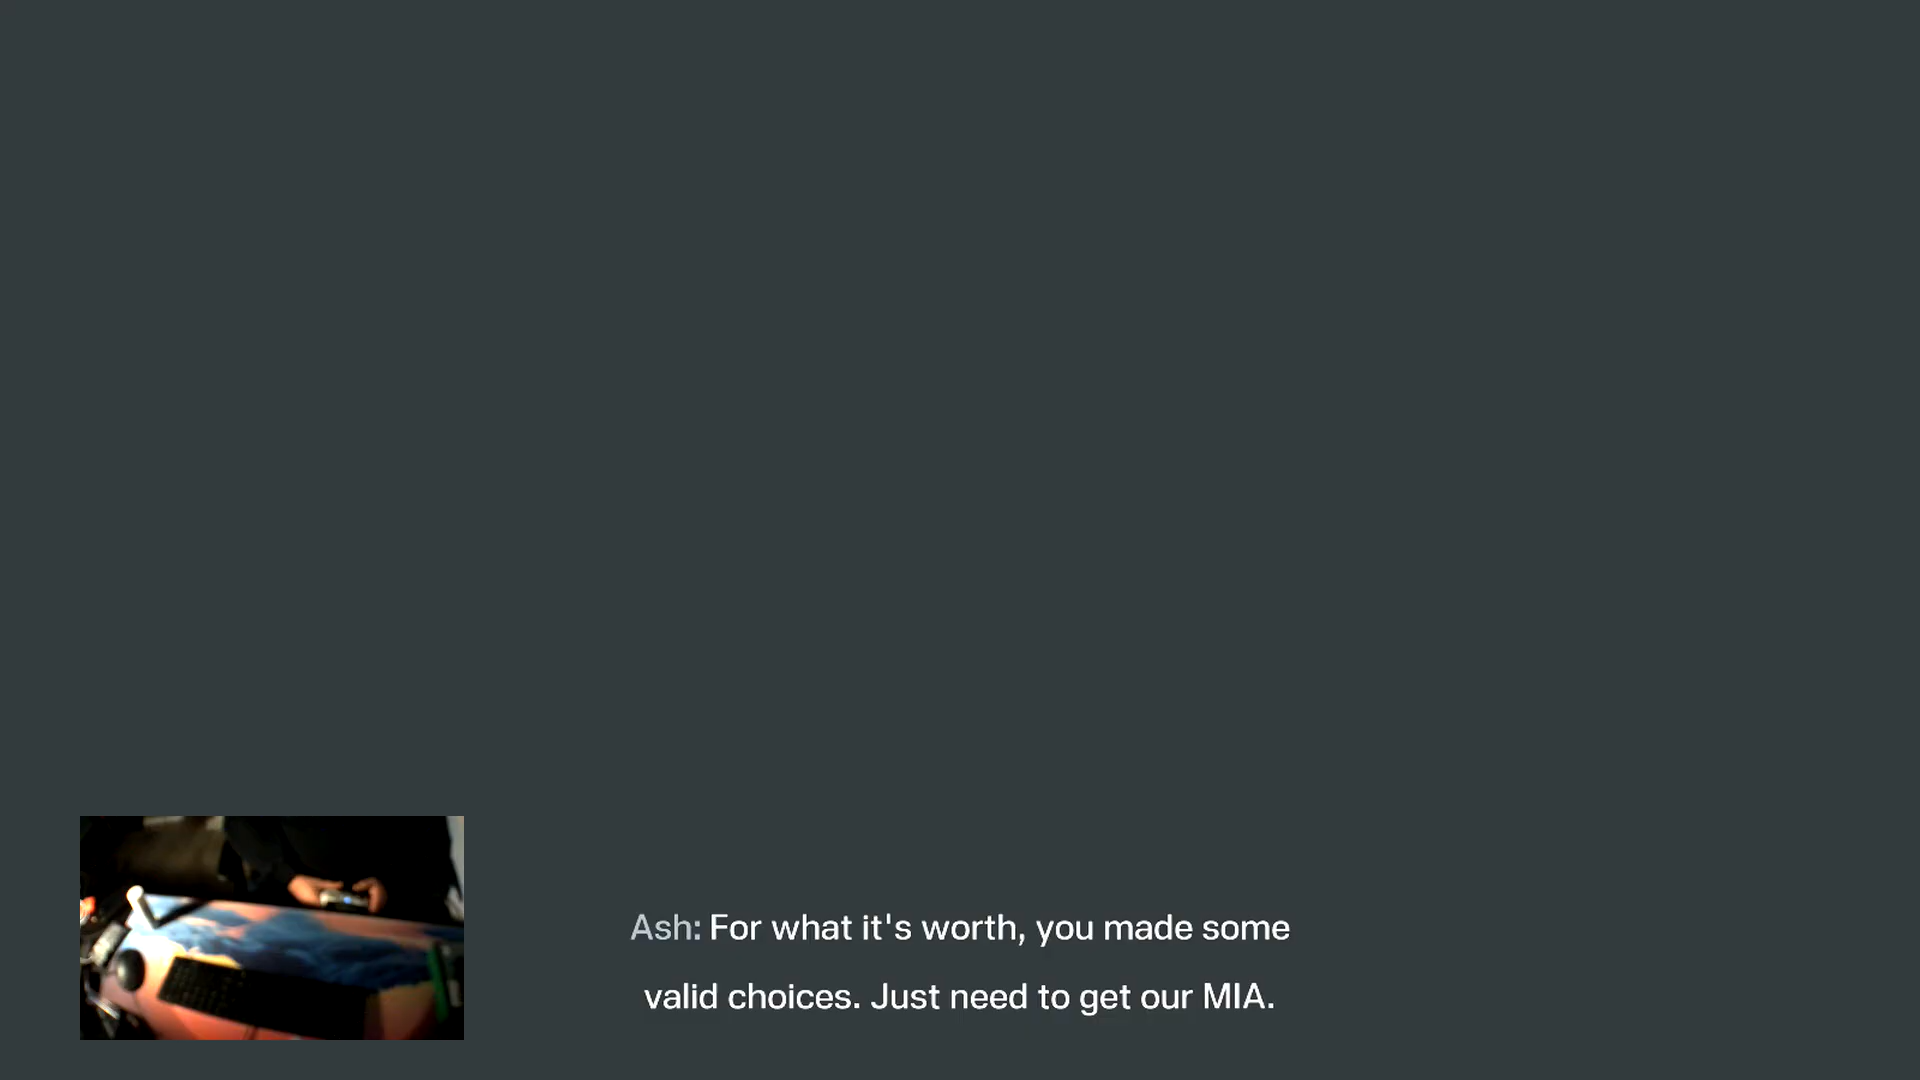 Ash: For what it's worth, you made some
valid choices. Just need to get our MIA.